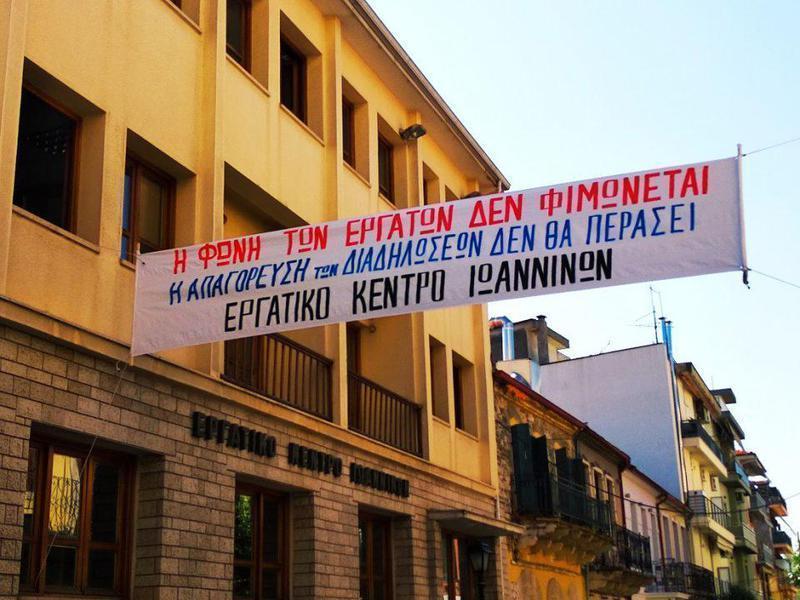 Η ΦΩΝΗ ΤΩΝ ΕΡΓΑΤΩΝ ΔΕΝ ΦΙΜΩΝΕΤΑΙ
Η ΑΠΑΓΟΡΕΥΣΗ των ΔΙΑΔΗΛΩΣΕΩΝ ΔΕΝ ΘΑ ΠΕΡΑΣΕΙ
ΕΡΓΑΤΙΚΟ ΚΕΝΤΡΟ ΙΩΑΝΝΙΝΩΝ
ΕΡΓΑΤΙΚΟ ΚΕΝΤΡΟ ΙΩΑΝΝΙΝΩΝ